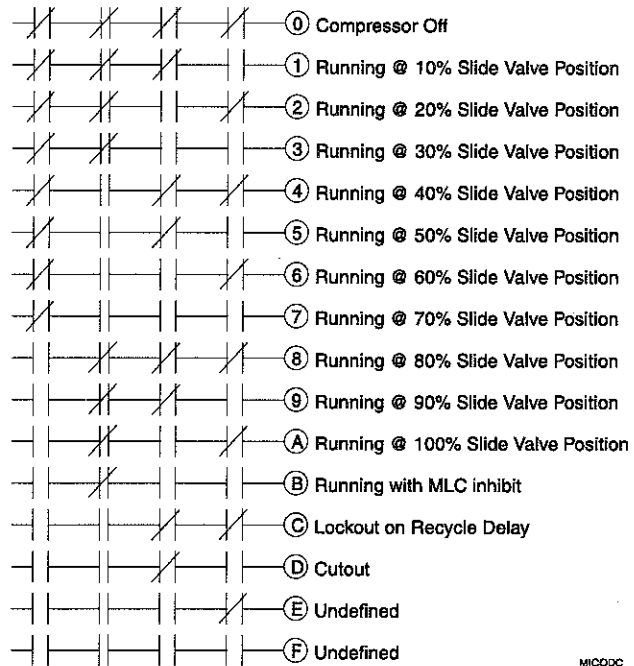 0 Compressor Off
1 Running @ 10% Slide Valve Position
2 Running @ 20% Slide Valve Position
3 Running @ 30% Slide Valve Position
4 Running @ 40% Slide Valve Position
5 Running @ 50% Slide Valve Position
6 Running @ 60% Slide Valve Position
7 Running @ 70% Slide Valve Position
8 Running @ 80% Slide Valve Position
9 Running @ 90% Slide Valve Position
A Running @ 100% Slide Valve Position
B Running with MLC inhibit
C Lockout on Recycle Delay
D Cutout
E Undefined
F Undefined